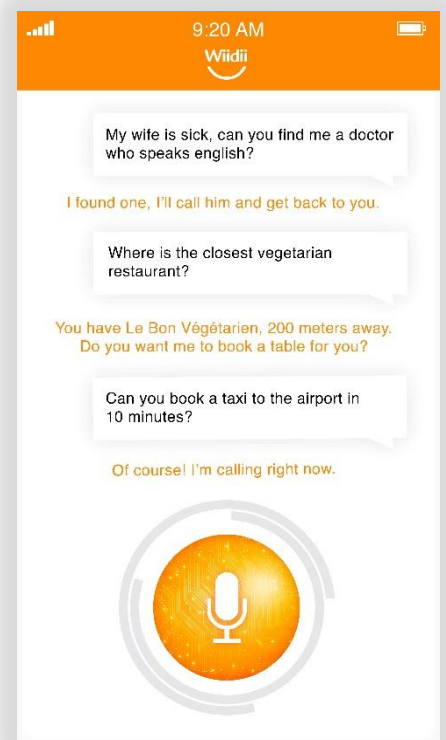 9:20 AM
Wiidii
My wife is sick, can you find me a doctor
who speaks english?
I found one, I'll call him and get back to you.
Where is the closest vegetarian
restaurant?
You have Le Bon Végétarien, 200 meters away.
Do you want me to book a table for you?
Can you book a taxi to the airport in
10 minutes?
Of course! I'm calling right now.